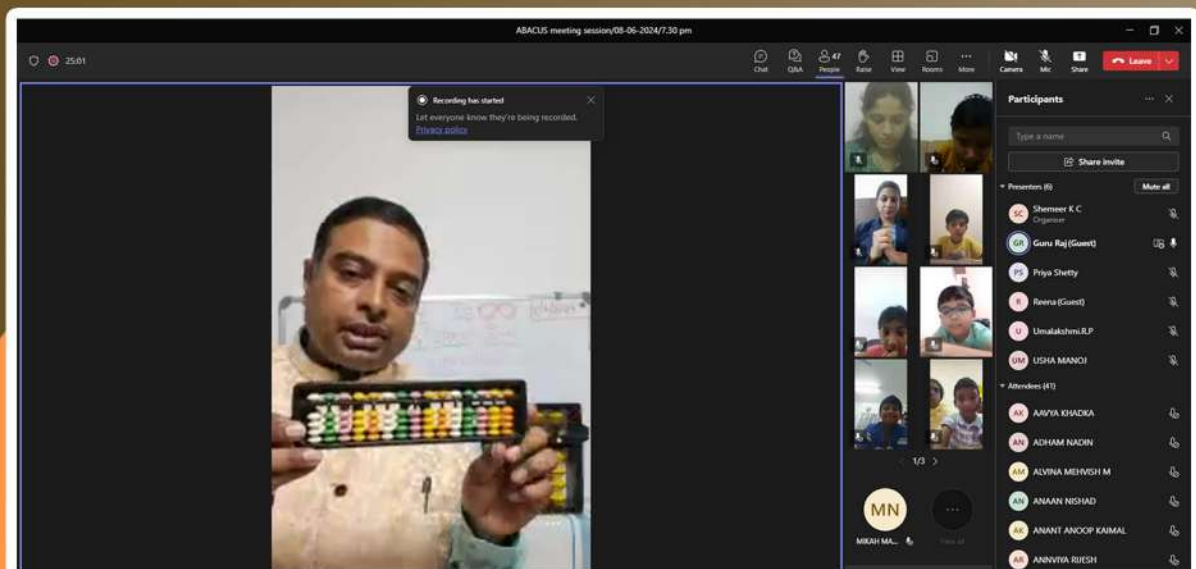 ABACUS meeting session/08-06-2024/7.30 pm
25:01
Chat
Q&A
47
People
Raise
View
Rooms
More
Camera
Mic
Share
Leave
Recording has started
Let everyone know they're being recorded.
Privacy policy
Participants
Type a name
Share invite
Presenters (6)
Mute all
SC
Shemeer K C
Organiser
GR
Guru Raj (Guest)
PS
Priya Shetty
R
Reena (Guest)
U
Umalakshmi.R.P
UM
USHA MANOJ
Attendees (41)
AK
AAVYA KHADKA
AN
ADHAM NADIN
AM
ALVINA MEHVISH M
AN
ANAAN NISHAD
AK
ANANT ANOOP KAIMAL
AR
ANNVIYA RIJESH
1/3
MN
MIKAH MA...
View all